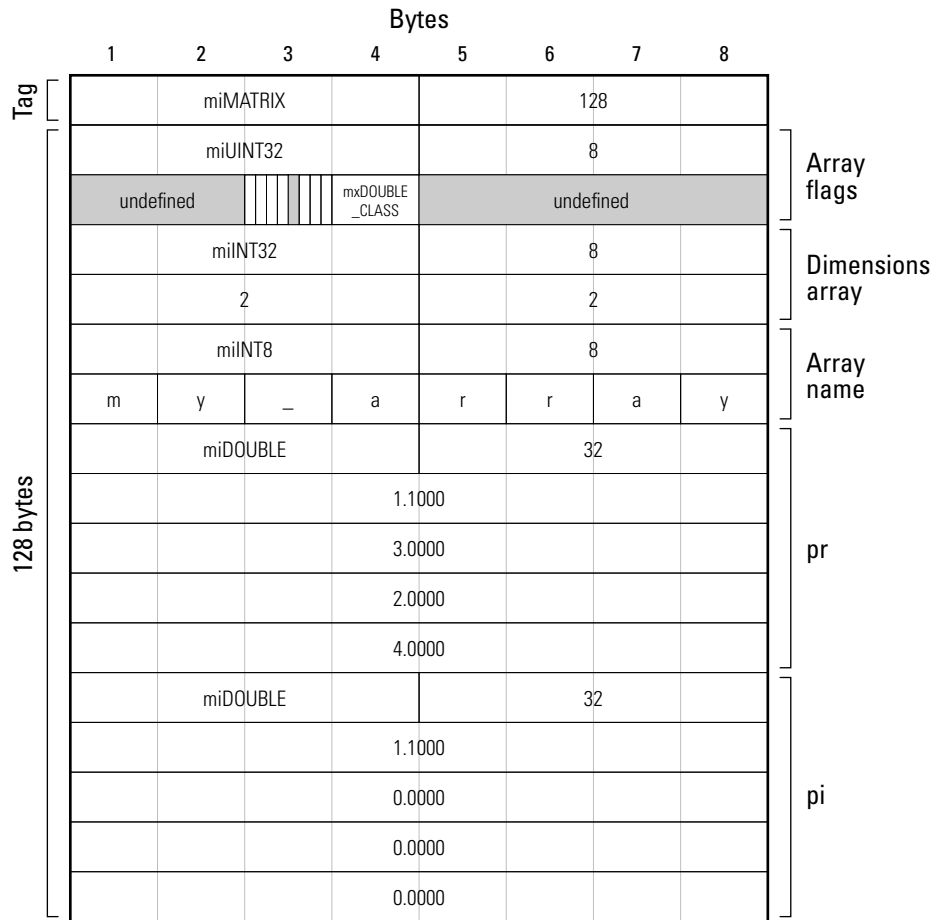 Bytes
1 2 3 4 5 6 7 8
Tag
miMATRIX 128
miUINT32 8
Array
flags
undefined
mxDOUBLE
_CLASS
undefined
miINT32 8
Dimensions
array
2 2
miINT8 8
Array
name
m y _ a r r a y
miDOUBLE 32
1.1000
128 bytes
3.0000
pr
2.0000
4.0000
miDOUBLE 32
1.1000
0.0000
pi
0.0000
0.0000